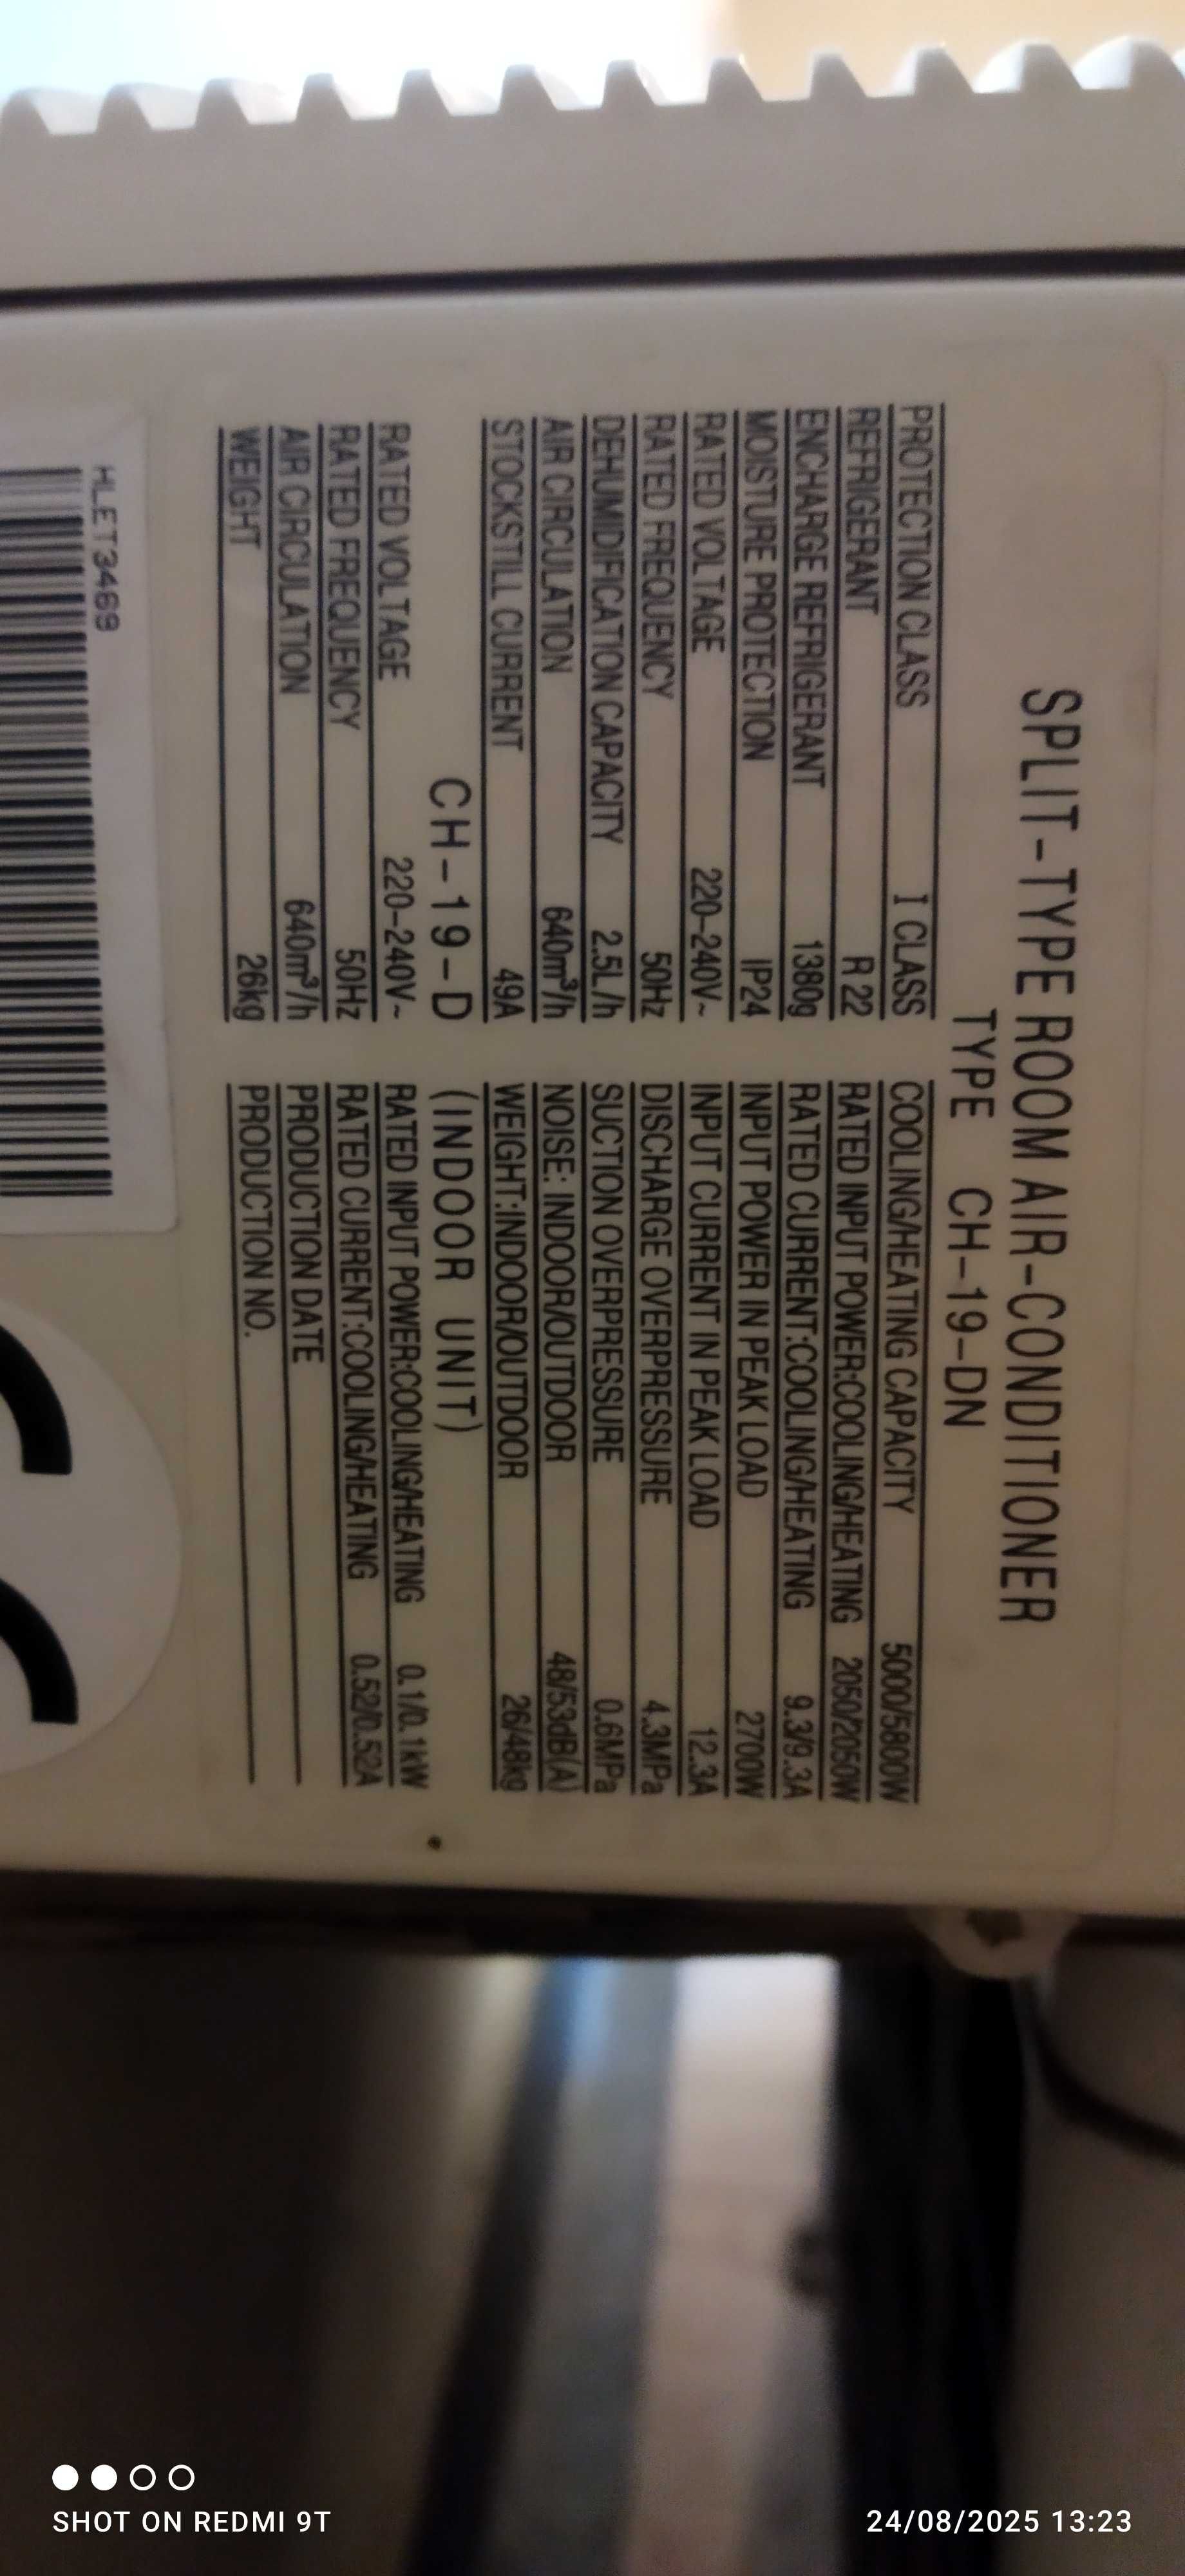 SPLIT-TYPE ROOM AIR-CONDITIONER
TYPE CH-19-DN
PROTECTION CLASS I CLASS
REFRIGERANT R22
ENCHARGE REFRIGERANT 1380g
MOISTURE PROTECTION IP24
RATED VOLTAGE 220-240V~
RATED FREQUENCY 50Hz
DEHUMIDIFICATION CAPACITY 2.5L/h
AIR CIRCULATION 640m³/h
STOCKSTILL CURRENT 49A
COOLING/HEATING CAPACITY 5000/5800W
RATED INPUT POWER:COOLING/HEATING 2050/2050W
RATED CURRENT:COOLING/HEATING 9.3/9.3A
INPUT POWER IN PEAK LOAD 2700W
INPUT CURRENT IN PEAK LOAD 12.3A
DISCHARGE OVERPRESSURE 4.3MPa
SUCTION OVERPRESSURE 0.6MPa
NOISE: INDOOR/OUTDOOR 48/53dB(A)
WEIGHT:INDOOR/OUTDOOR 26/48kg
CH-19-D (INDOOR UNIT)
RATED VOLTAGE 220-240V~
RATED FREQUENCY 50Hz
AIR CIRCULATION 640m³/h
WEIGHT 26kg
RATED INPUT POWER:COOLING/HEATING 0.1/0.1kW
RATED CURRENT:COOLING/HEATING 0.52/0.52A
PRODUCTION DATE
PRODUCTION NO.
HLET3469
CE
SHOT ON REDMI 9T
24/08/2025 13:23